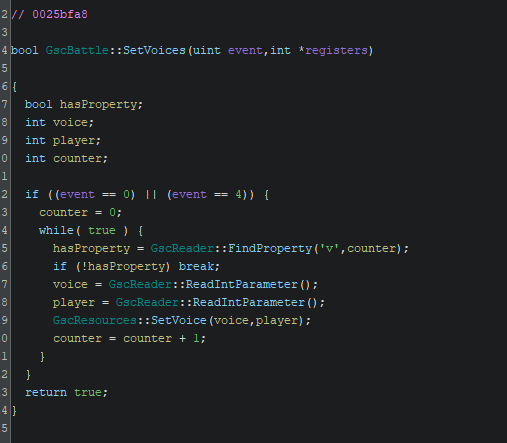 2 // 0025bfa8
3
4 bool GscBattle::SetVoices(uint event,int *registers)
5
6 {
7   bool hasProperty;
8   int voice;
9   int player;
0   int counter;
1
2   if ((event == 0) || (event == 4)) {
3     counter = 0;
4     while( true ) {
5       hasProperty = GscReader::FindProperty('v',counter);
6       if (!hasProperty) break;
7       voice = GscReader::ReadIntParameter();
8       player = GscReader::ReadIntParameter();
9       GscResources::SetVoice(voice,player);
0       counter = counter + 1;
1     }
2   }
3   return true;
4 }
5